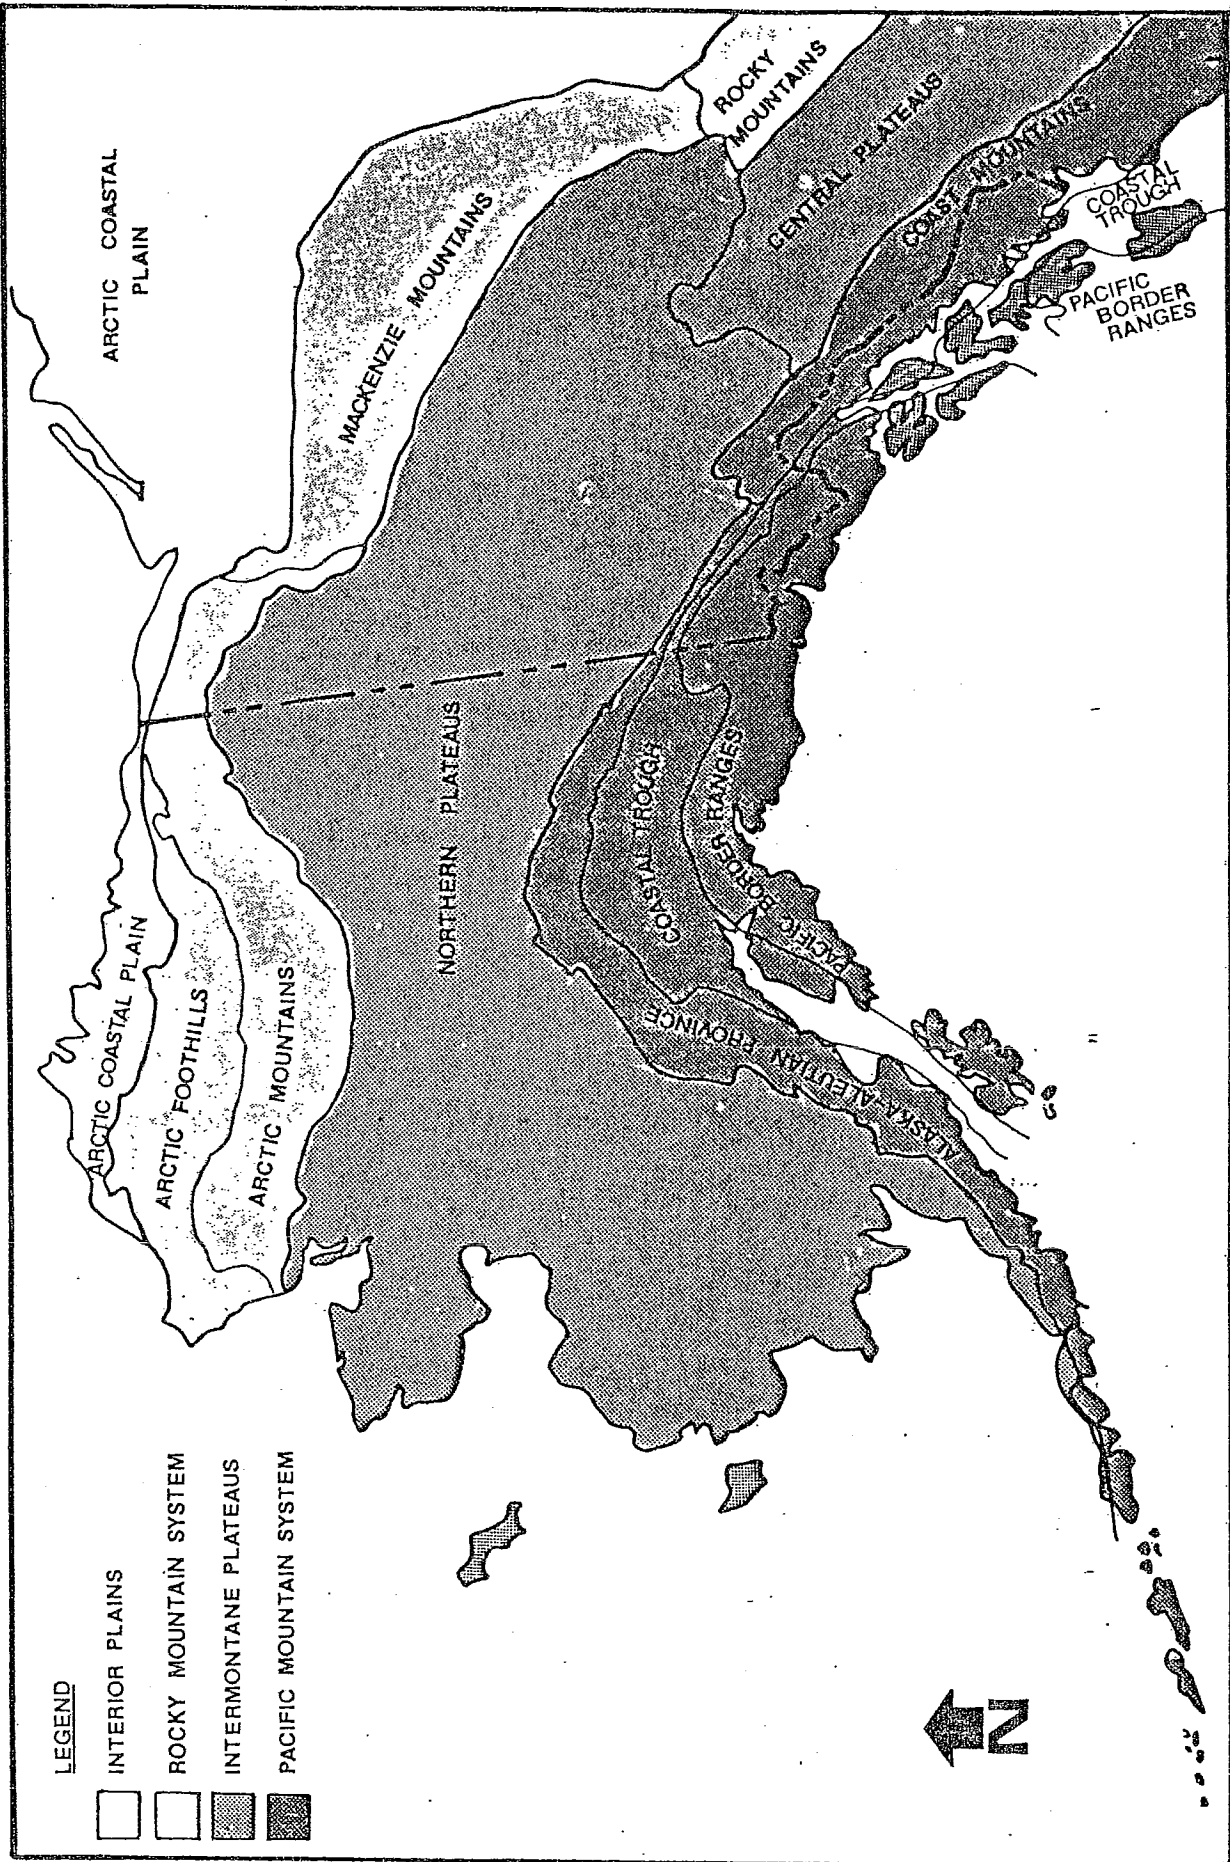 LEGEND
INTERIOR PLAINS
ROCKY MOUNTAIN SYSTEM
INTERMONTANE PLATEAUS
PACIFIC MOUNTAIN SYSTEM
N
ARCTIC COASTAL PLAIN
ARCTIC FOOTHILLS
ARCTIC MOUNTAINS
NORTHERN PLATEAUS
COASTAL TROUGH
PACIFIC BORDER RANGES
ALASKA-ALEUTIAN PROVINCE
ARCTIC COASTAL
PLAIN
MACKENZIE MOUNTAINS
ROCKY
MOUNTAINS
CENTRAL PLATEAUS
COAST MOUNTAINS
COASTAL
TROUGH
PACIFIC
BORDER
RANGES